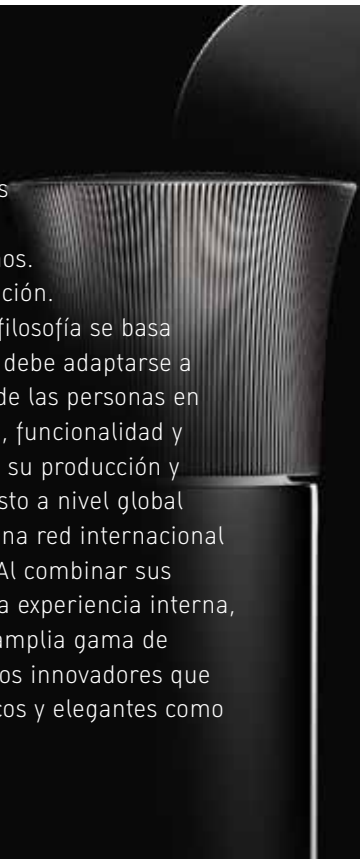 s
os.
ción.
filosofía se basa
debe adaptarse a
de las personas en
, funcionalidad y
su producción y
sto a nivel global
na red internacional
Al combinar sus
a experiencia interna,
amplia gama de
os innovadores que
cos y elegantes como